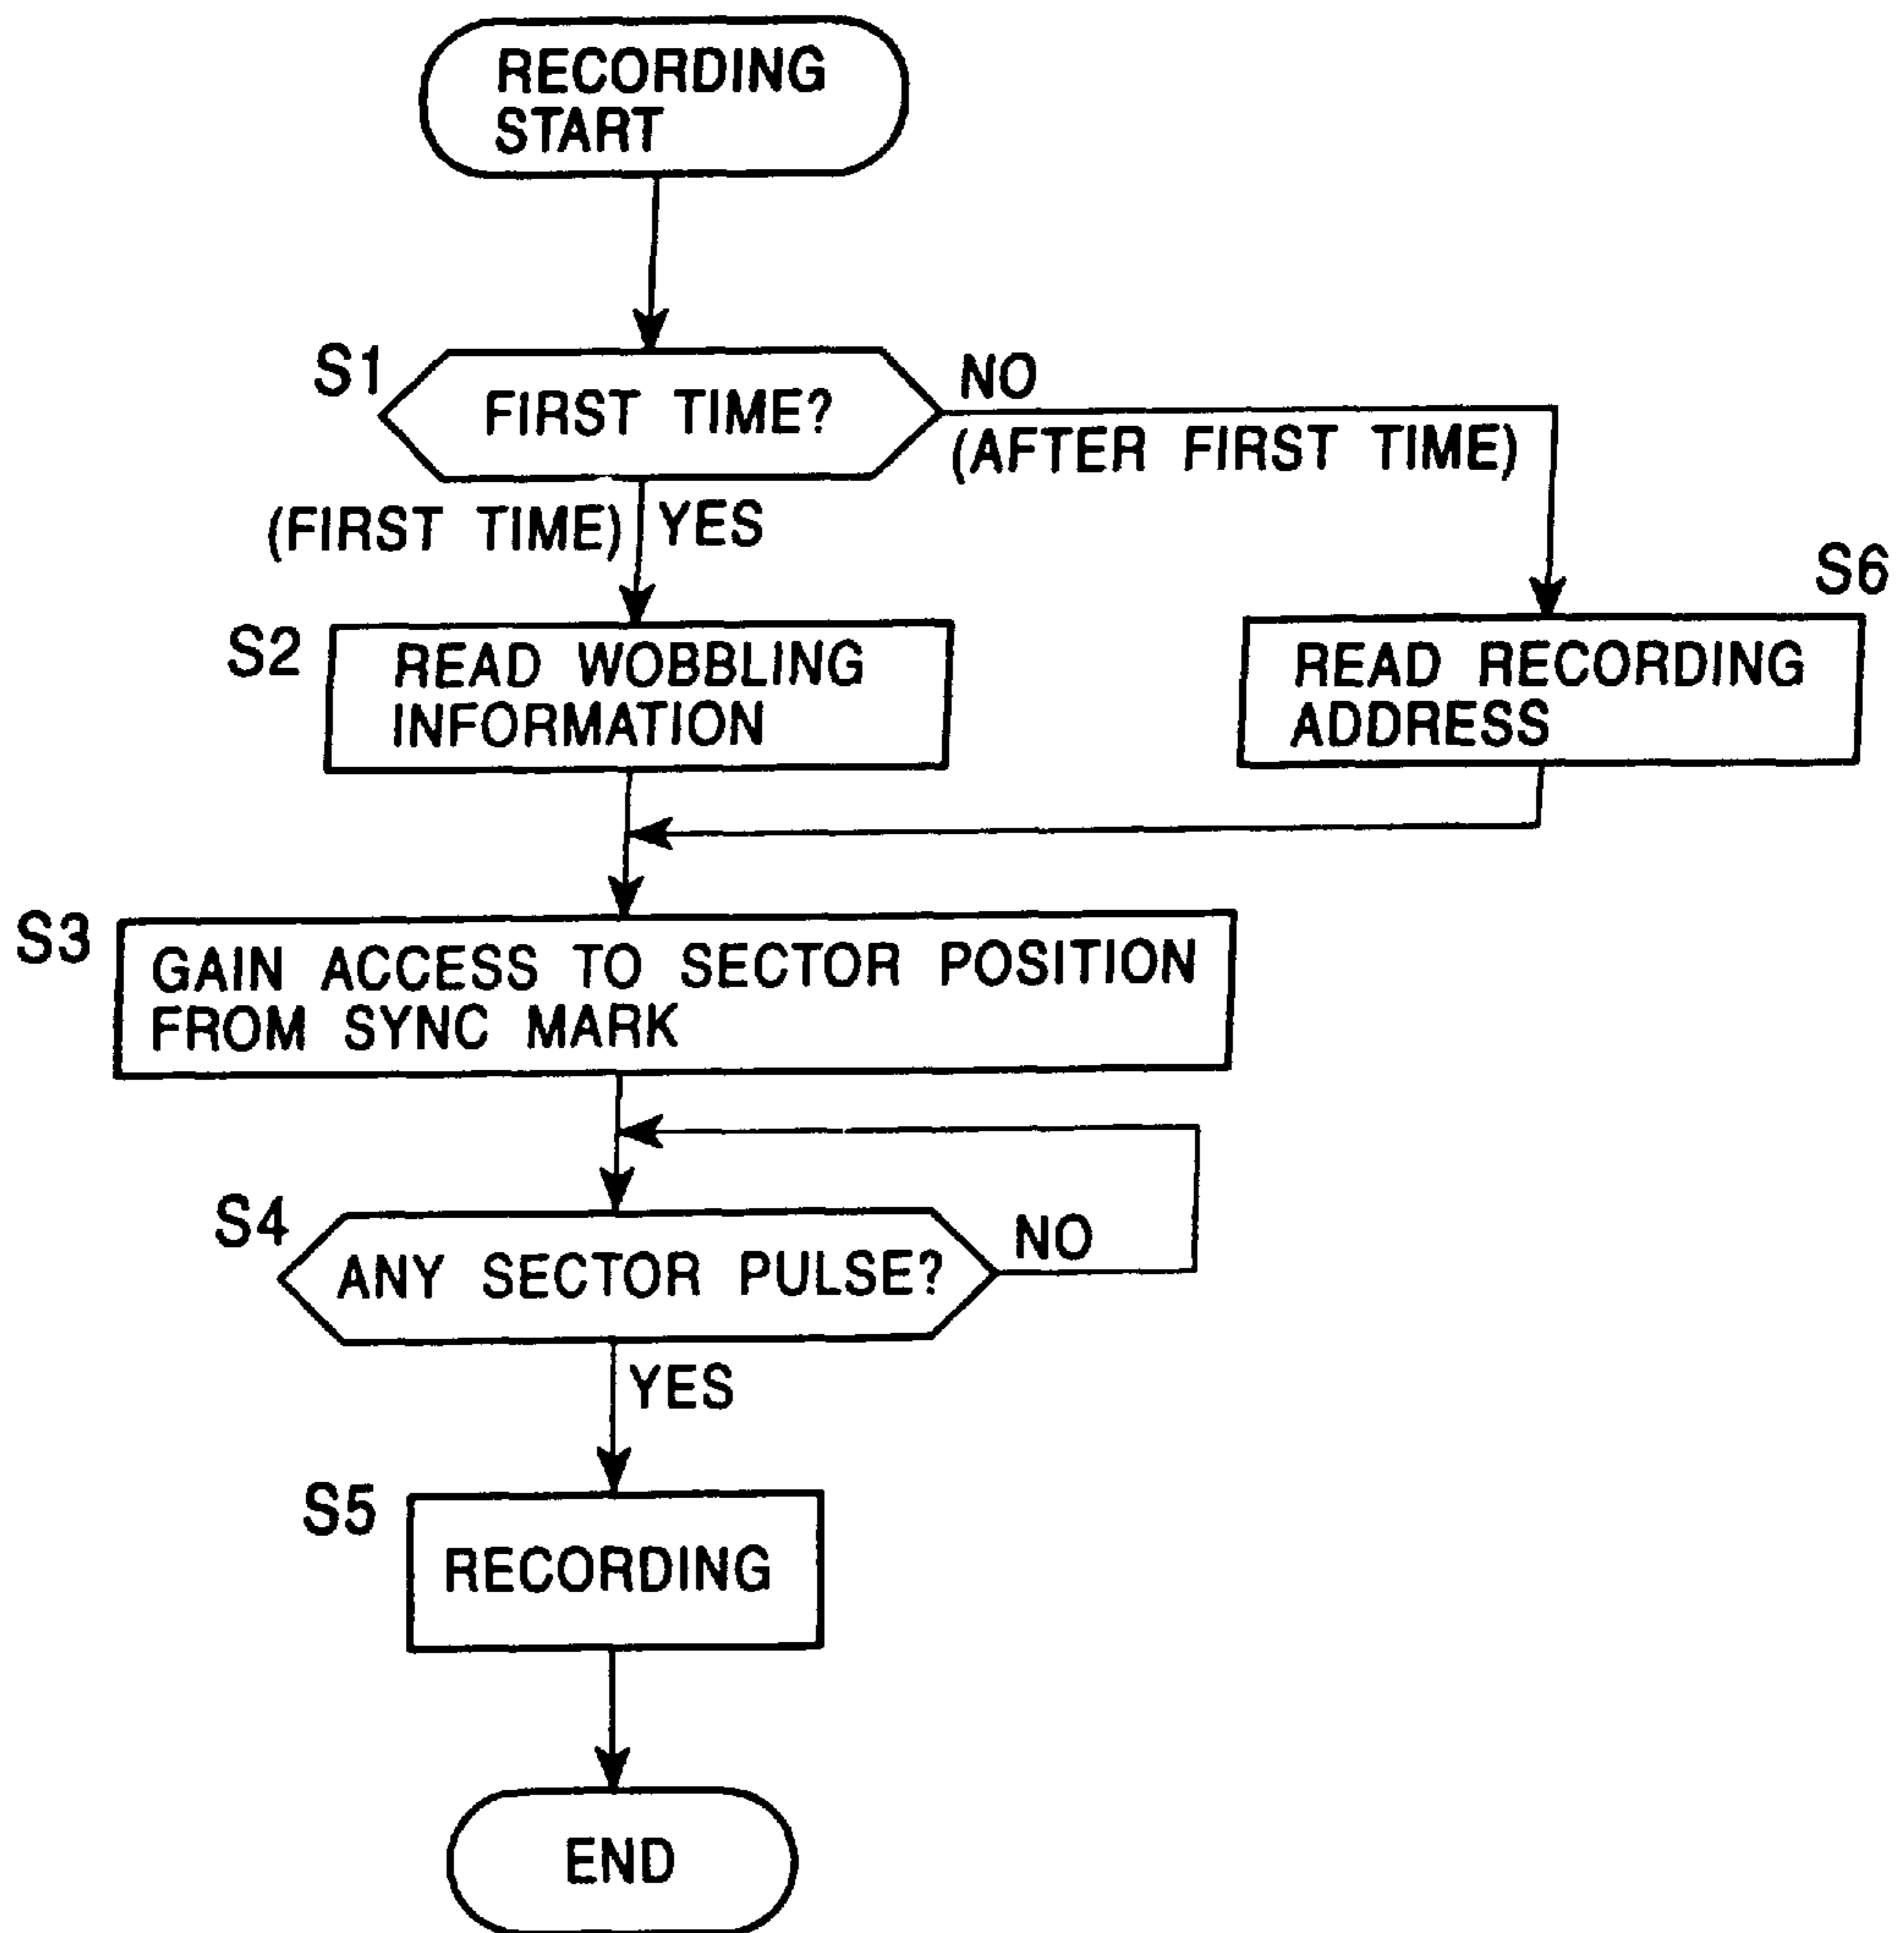 RECORDING
START
S1
FIRST TIME?
NO
(AFTER FIRST TIME)
(FIRST TIME)
YES
S2
READ WOBBLING
INFORMATION
S6
READ RECORDING
ADDRESS
S3
GAIN ACCESS TO SECTOR POSITION
FROM SYNC MARK
S4
ANY SECTOR PULSE?
NO
YES
S5
RECORDING
END